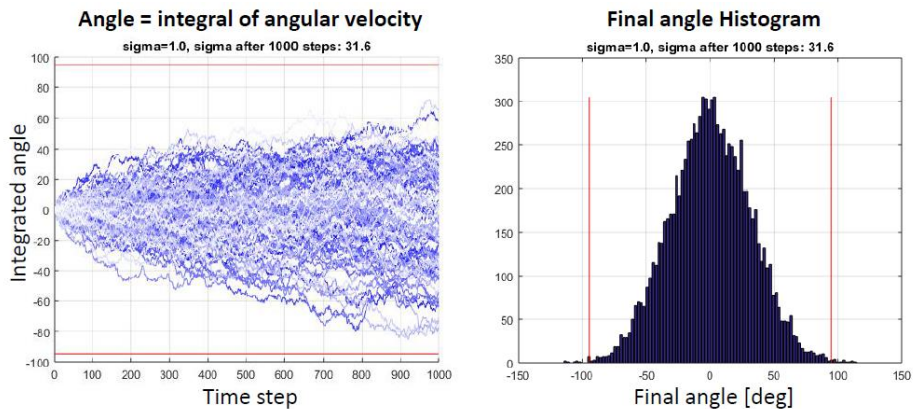 Angle = integral of angular velocity
sigma=1.0, sigma after 1000 steps: 31.6
Integrated angle
100
80
60
40
20
0
-20
-40
-60
-80
-100
0 100 200 300 400 500 600 700 800 900 1000
Time step
Final angle Histogram
sigma=1.0, sigma after 1000 steps: 31.6
350
300
250
200
150
100
50
0
-150 -100 -50 0 50 100 150
Final angle [deg]